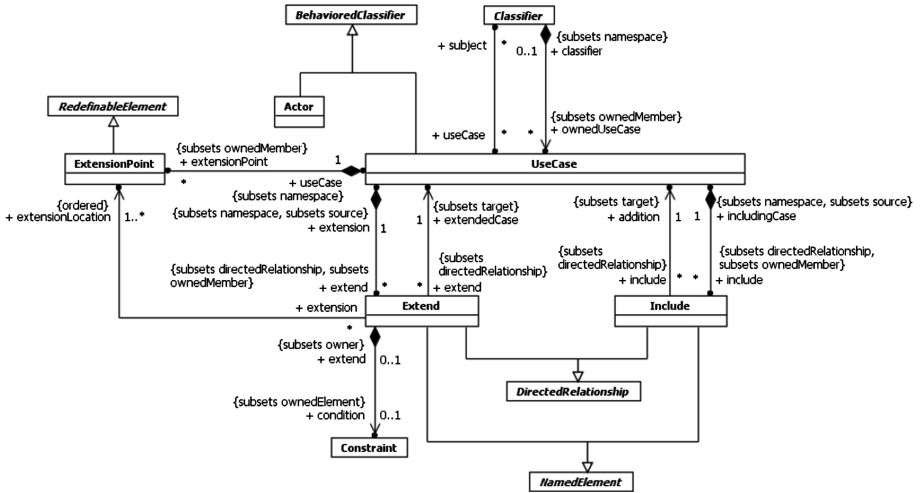 BehavioredClassifier
Classifier
+ subject
*
0..1
{subsets namespace}
+ classifier
RedefinableElement
Actor
{subsets ownedMember}
+ ownedUseCase
+ useCase
*
*
{subsets ownedMember}
+ extensionPoint
1
ExtensionPoint
UseCase
*
+ useCase
{subsets namespace}
{ordered}
+ extensionLocation
1..*
{subsets namespace, subsets source}
+ extension
1
1
{subsets target}
+ extendedCase
{subsets target}
+ addition
1
1
{subsets namespace, subsets source}
+ includingCase
{subsets directedRelationship, subsets
ownedMember}
+ extend
*
*
{subsets
directedRelationship}
+ extend
{subsets
directedRelationship}
+ include
*
*
{subsets directedRelationship,
subsets ownedMember}
+ include
+ extension
*
Extend
Include
{subsets owner}
+ extend
0..1
DirectedRelationship
{subsets ownedElement}
+ condition
0..1
Constraint
NamedElement